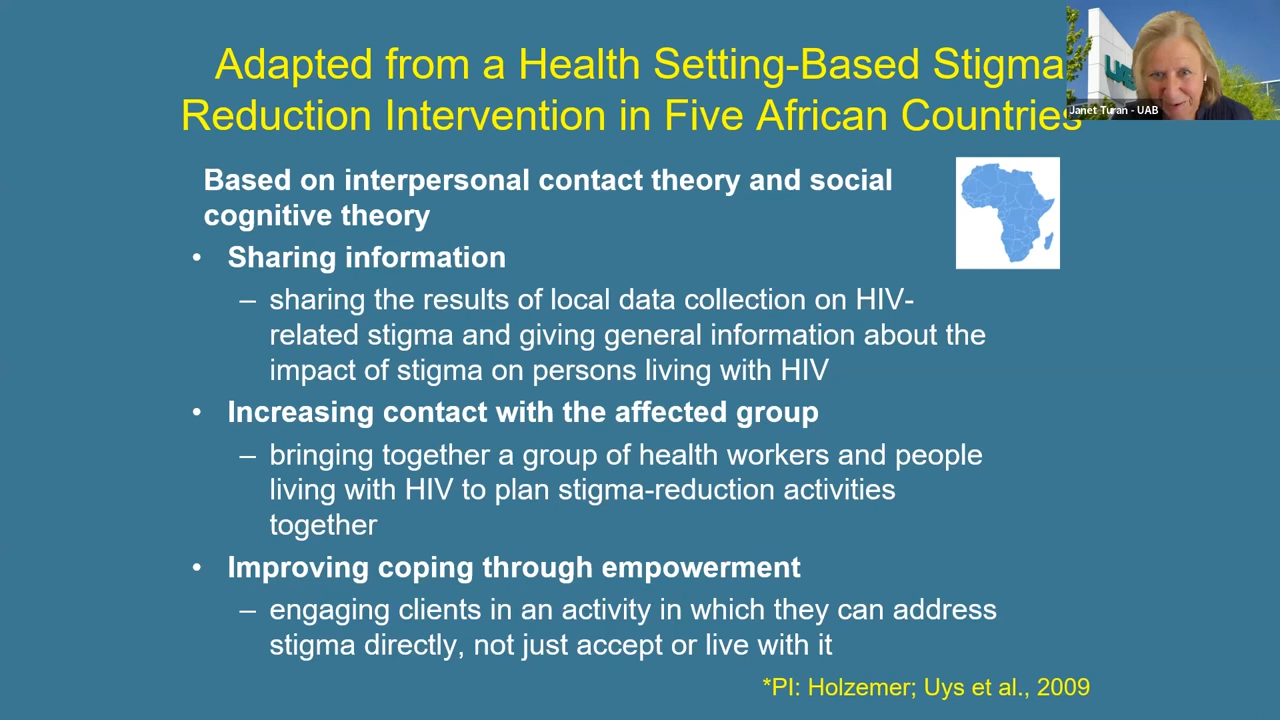 Adapted from a Health Setting-Based Stigma
Reduction Intervention in Five African Countries
Janet Turan - UAB
Based on interpersonal contact theory and social
cognitive theory
• Sharing information
– sharing the results of local data collection on HIV-
related stigma and giving general information about the
impact of stigma on persons living with HIV
• Increasing contact with the affected group
– bringing together a group of health workers and people
living with HIV to plan stigma-reduction activities
together
• Improving coping through empowerment
– engaging clients in an activity in which they can address
stigma directly, not just accept or live with it
*PI: Holzemer; Uys et al., 2009